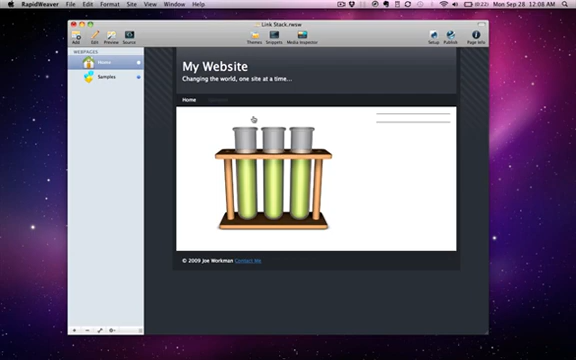 RapidWeaver File Edit Format Site View Window Help
(0:22) Mon Sep 28 12:08 AM
Link Stack.rwsw
Add Edit Preview Source Themes Snippets Media Inspector Setup Publish Page Info
WEBPAGES
Home
Samples
My Website
Changing the world, one site at a time...
Home
© 2009 Joe Workman Contact Me